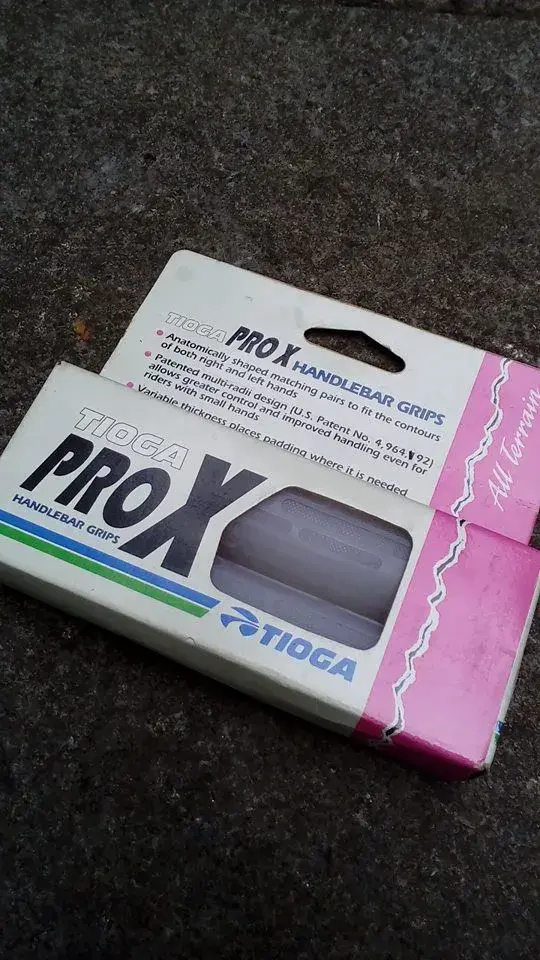 TIOGA PRO X HANDLEBAR GRIPS
• Anatomically shaped matching pairs to fit the contours
of both right and left hands
• Patented multi-radii design (U.S. Patent No. 4,964,192)
allows greater control and improved handling even for
riders with small hands
• Variable thickness places padding where it is needed
All Terrain
TIOGA
PRO X
HANDLEBAR GRIPS
TIOGA